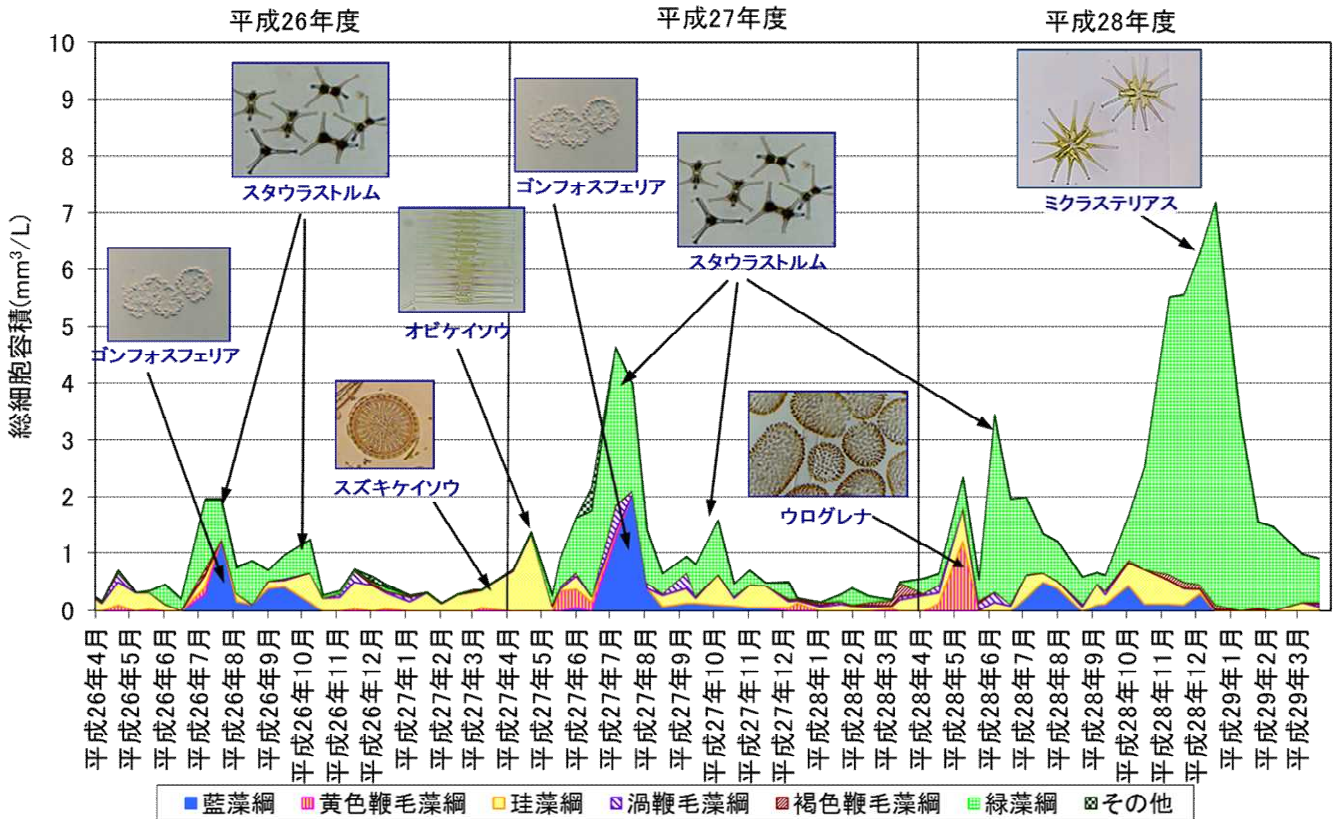 平成26年度
平成27年度
平成28年度
総細胞容積(mm³/L)
10
9
8
7
6
5
4
3
2
1
0
スタウラストルム
ゴンフォスフェリア
オビケイソウ
スズキケイソウ
ゴンフォスフェリア
スタウラストルム
ウログレナ
ミクラステリアス
平成26年4月
平成26年5月
平成26年6月
平成26年7月
平成26年8月
平成26年9月
平成26年10月
平成26年11月
平成26年12月
平成27年1月
平成27年2月
平成27年3月
平成27年4月
平成27年5月
平成27年6月
平成27年7月
平成27年8月
平成27年9月
平成27年10月
平成27年11月
平成27年12月
平成28年1月
平成28年2月
平成28年3月
平成28年4月
平成28年5月
平成28年6月
平成28年7月
平成28年8月
平成28年9月
平成28年10月
平成28年11月
平成28年12月
平成29年1月
平成29年2月
平成29年3月
藍藻綱 黄色鞭毛藻綱 珪藻綱 渦鞭毛藻綱 褐色鞭毛藻綱 緑藻綱 その他